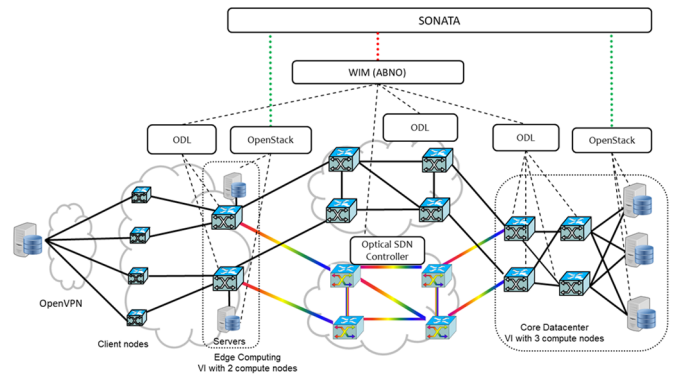 SONATA
WIM (ABNO)
ODL
OpenStack
ODL
ODL
OpenStack
Optical SDN
Controller
OpenVPN
Client nodes
Servers
Edge Computing
VI with 2 compute nodes
Core Datacenter
VI with 3 compute nodes